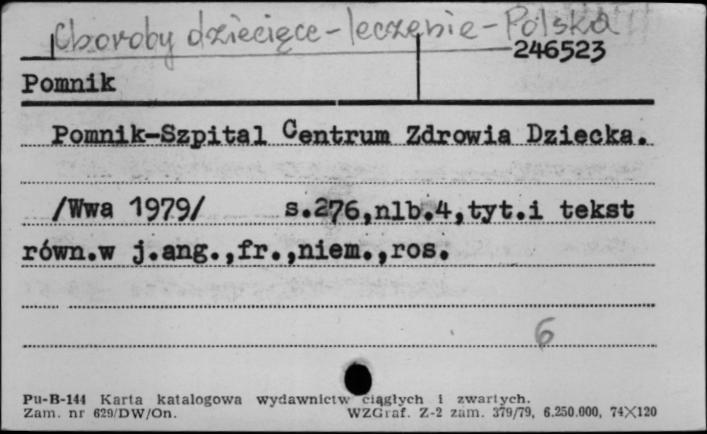 Choroby dziecięce - leczenie - Polska
246523
Pomnik
Pomnik-Szpital Centrum Zdrowia Dziecka.
/Wwa 1979/ s.276,nlb.4,tyt.i tekst
równ.w j.ang.,fr.,niem.,ros.
6
Pu-B-144 Karta katalogowa wydawnictw ciągłych i zwartych.
Zam. nr 629/DW/On. WZGraf. Z-2 zam. 379/79, 6.250.000, 74×120